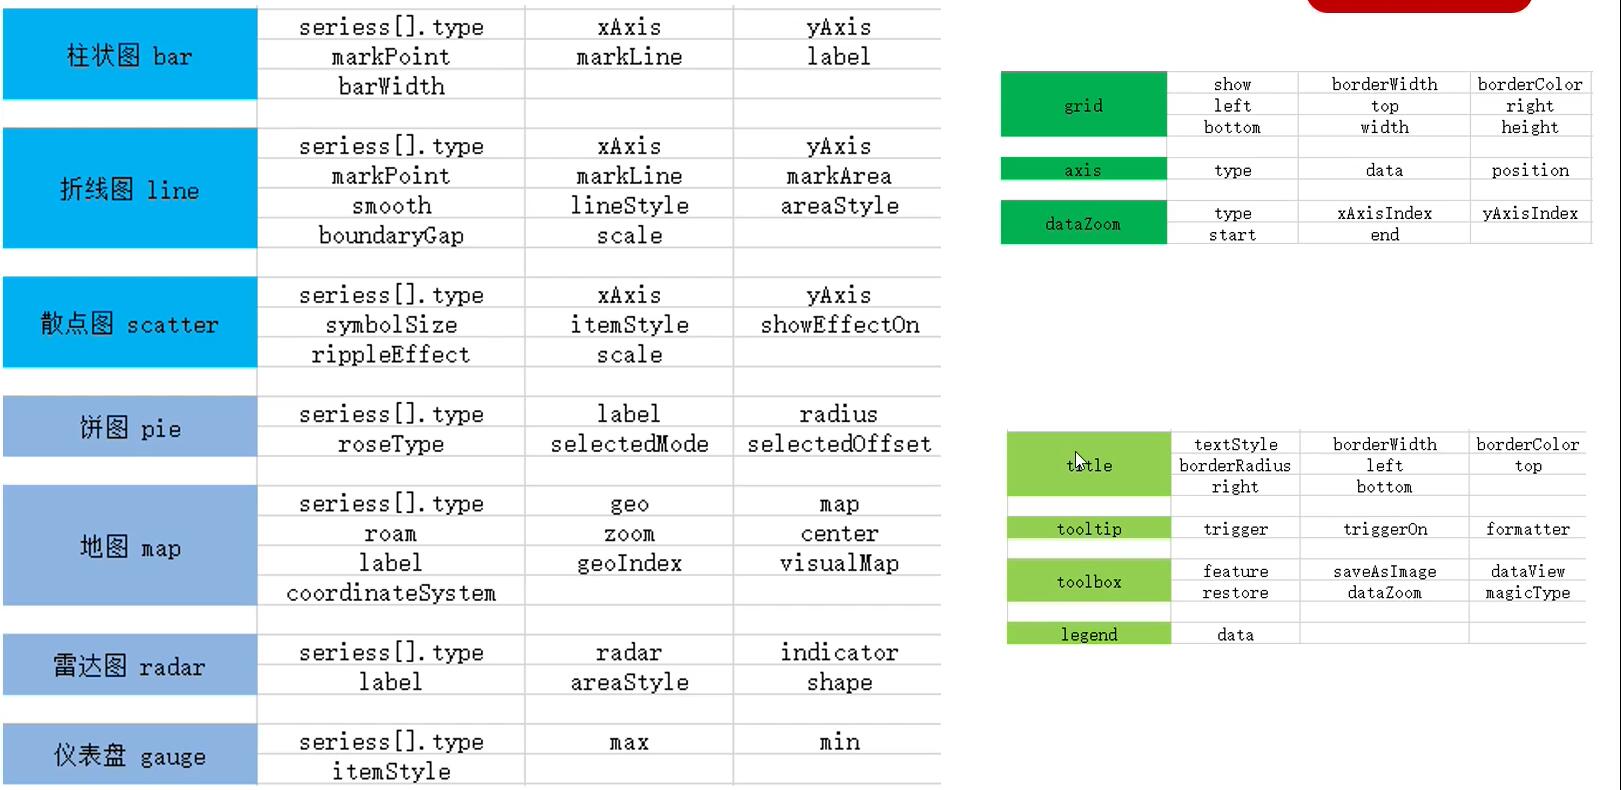 柱状图 bar
seriess[].type xAxis yAxis
markPoint markLine label
barWidth
折线图 line
seriess[].type xAxis yAxis
markPoint markLine markArea
smooth lineStyle areaStyle
boundaryGap scale
散点图 scatter
seriess[].type xAxis yAxis
symbolSize itemStyle showEffectOn
rippleEffect scale
饼图 pie
seriess[].type label radius
roseType selectedMode selectedOffset
地图 map
seriess[].type geo map
roam zoom center
label geoIndex visualMap
coordinateSystem
雷达图 radar
seriess[].type radar indicator
label areaStyle shape
仪表盘 gauge
seriess[].type max min
itemStyle
grid
show borderWidth borderColor
left top right
bottom width height
axis type data position
dataZoom
type xAxisIndex yAxisIndex
start end
title
textStyle borderWidth borderColor
borderRadius left top
right bottom
tooltip trigger triggerOn formatter
toolbox
feature saveAsImage dataView
restore dataZoom magicType
legend data